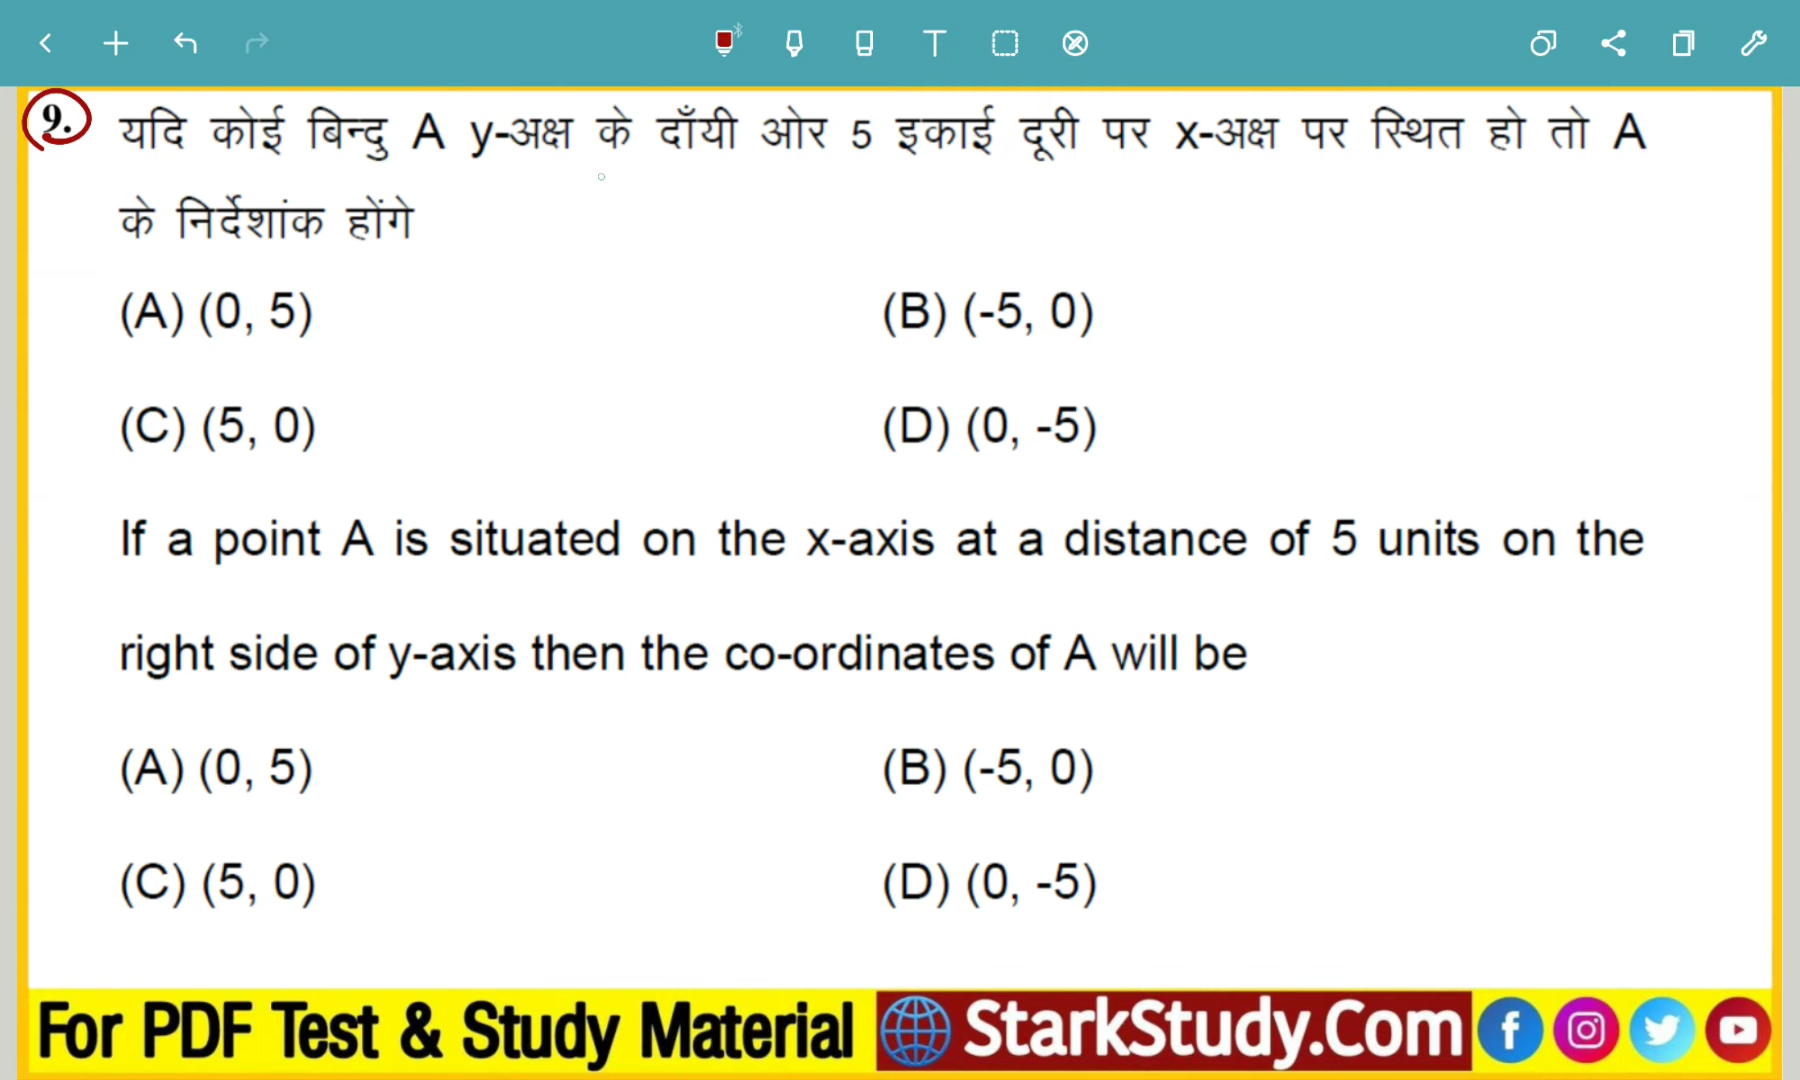 9. यदि कोई बिन्दु A y-अक्ष के दाँयी ओर 5 इकाई दूरी पर x-अक्ष पर स्थित हो तो A
के निर्देशांक होंगे
(A) (0, 5) (B) (-5, 0)
(C) (5, 0) (D) (0, -5)
If a point A is situated on the x-axis at a distance of 5 units on the
right side of y-axis then the co-ordinates of A will be
(A) (0, 5) (B) (-5, 0)
(C) (5, 0) (D) (0, -5)
For PDF Test & Study Material StarkStudy.Com